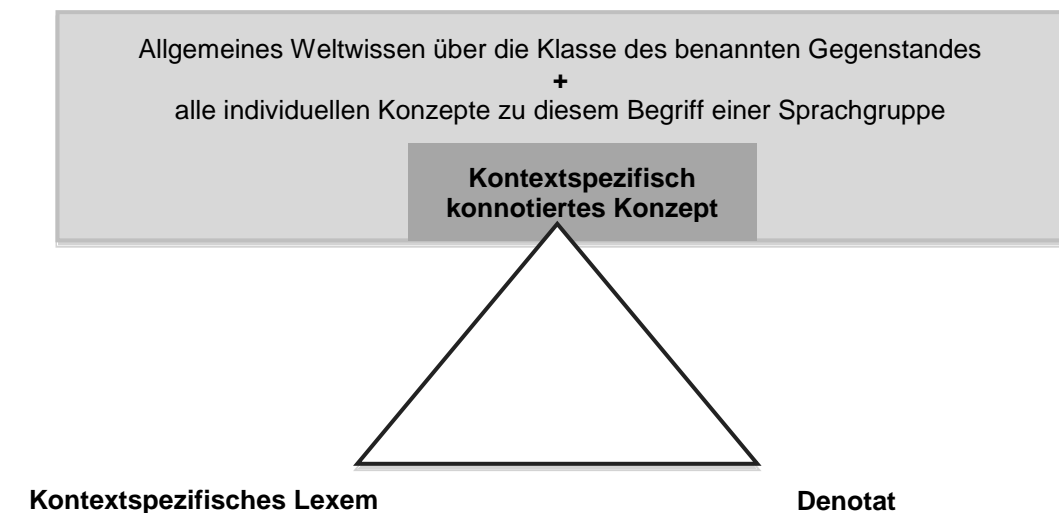 Allgemeines Weltwissen über die Klasse des benannten Gegenstandes
+
alle individuellen Konzepte zu diesem Begriff einer Sprachgruppe
Kontextspezifisch
konnotiertes Konzept
Kontextspezifisches Lexem
Denotat